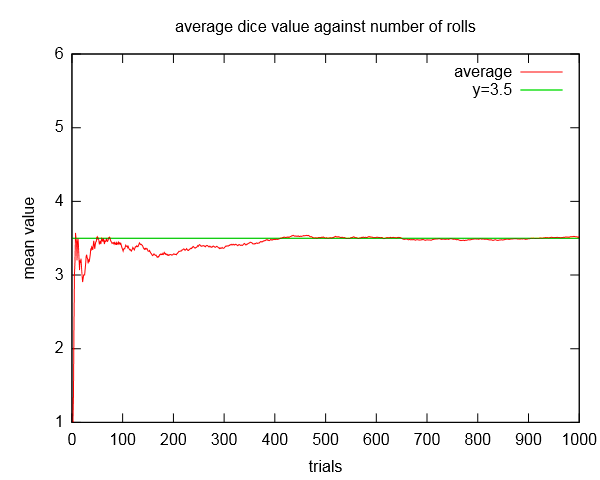 average dice value against number of rolls
6
average
y=3.5
5
4
mean value
3
2
1
0 100 200 300 400 500 600 700 800 900 1000
trials